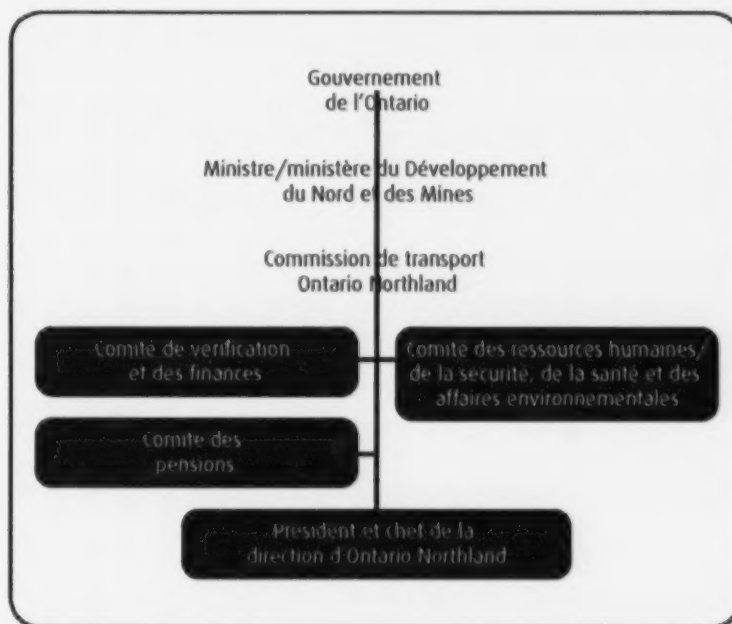 Gouvernement
de l'Ontario
Ministre/ministère du Développement
du Nord et des Mines
Commission de transport
Ontario Northland
Comité de vérification
et des finances
Comité des ressources humaines/
de la sécurité, de la santé et des
affaires environnementales
Comité des
pensions
Président et chef de la
direction d'Ontario Northland